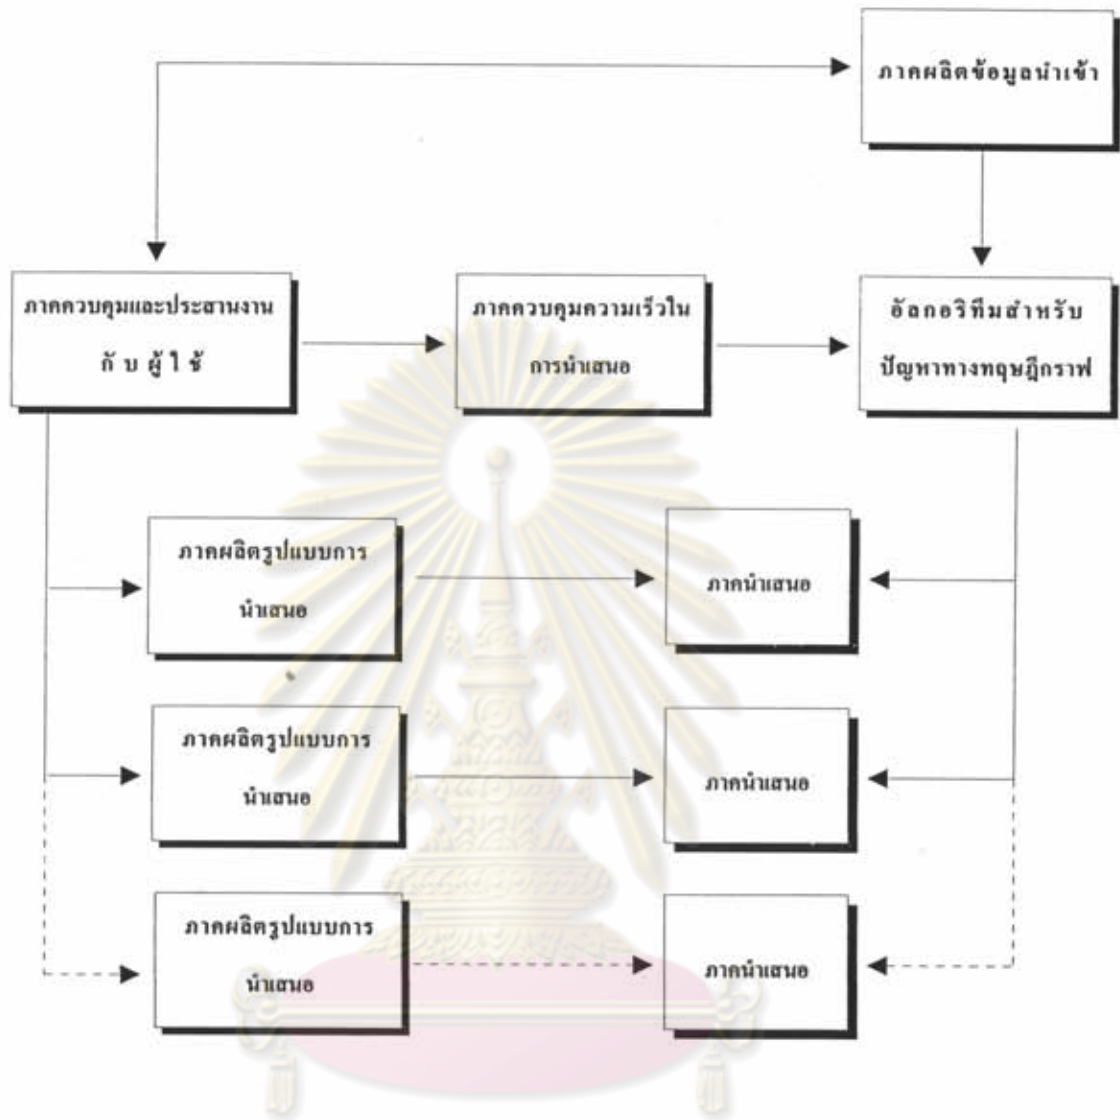 ภาคผลิตข้อมูลนำเข้า
ภาคควบคุมและประสานงาน
กับผู้ใช้
ภาคควบคุมความเร็วใน
การนำเสนอ
อัลกอริทึมสำหรับ
ปัญหาทางทฤษฎีกราฟ
ภาคผลิตรูปแบบการ
นำเสนอ
ภาคนำเสนอ
ภาคผลิตรูปแบบการ
นำเสนอ
ภาคนำเสนอ
ภาคผลิตรูปแบบการ
นำเสนอ
ภาคนำเสนอ